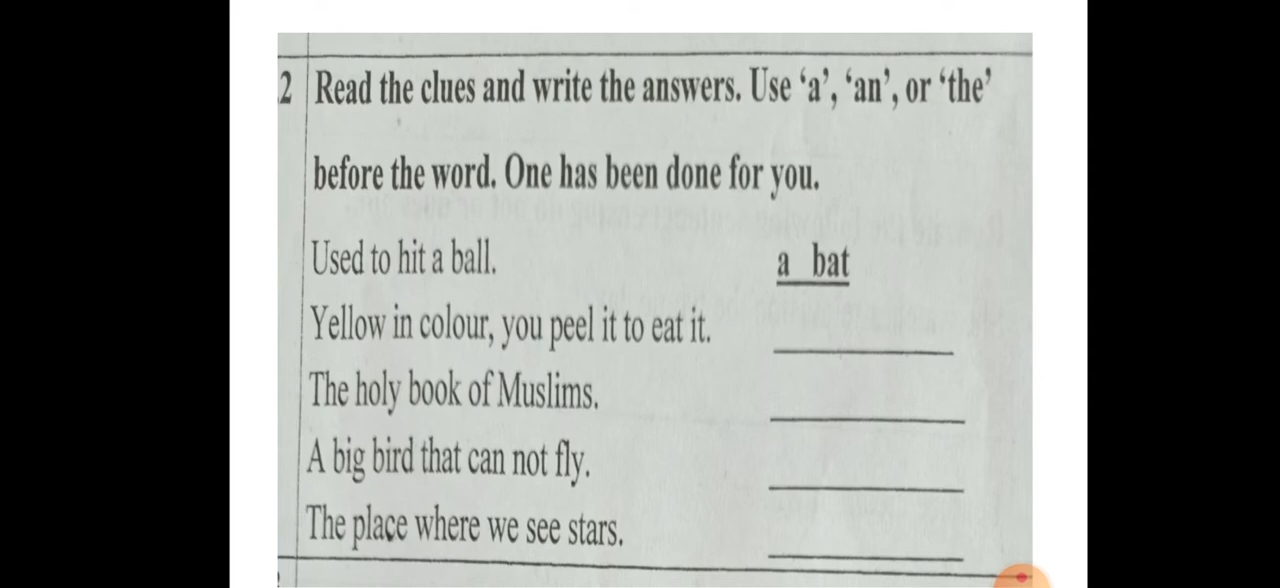 2 Read the clues and write the answers. Use ‘a’, ‘an’, or ‘the’
before the word. One has been done for you.
Used to hit a ball. a bat
Yellow in colour, you peel it to eat it.
The holy book of Muslims.
A big bird that can not fly.
The place where we see stars.